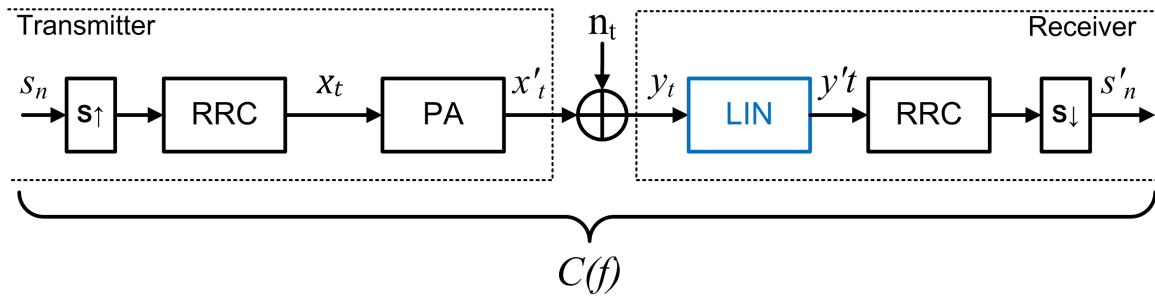 Transmitter
n_t
Receiver
s_n
S↑
RRC
x_t
PA
x'_t
y_t
LIN
y't
RRC
S↓
s'_n
C(f)